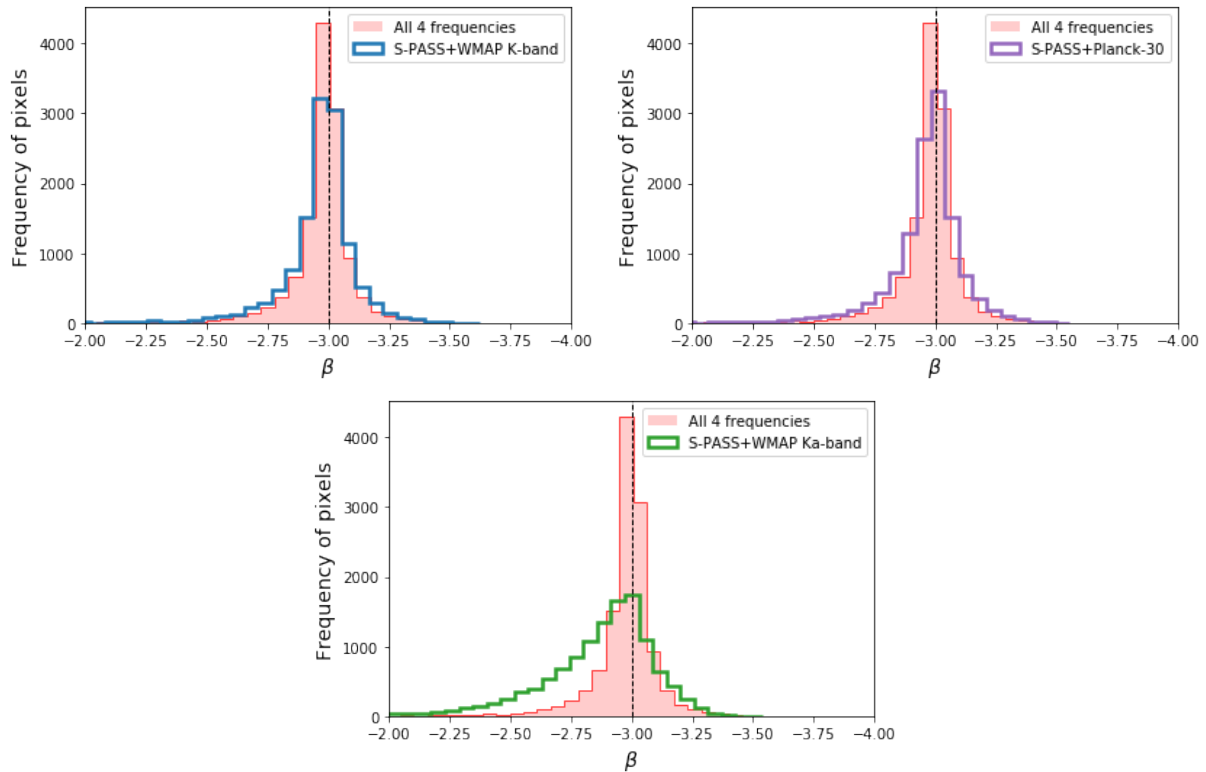 All 4 frequencies
S-PASS+WMAP K-band
Frequency of pixels
4000
3000
2000
1000
0
−2.00 −2.25 −2.50 −2.75 −3.00 −3.25 −3.50 −3.75 −4.00
β
All 4 frequencies
S-PASS+Planck-30
Frequency of pixels
4000
3000
2000
1000
0
−2.00 −2.25 −2.50 −2.75 −3.00 −3.25 −3.50 −3.75 −4.00
β
All 4 frequencies
S-PASS+WMAP Ka-band
Frequency of pixels
4000
3000
2000
1000
0
−2.00 −2.25 −2.50 −2.75 −3.00 −3.25 −3.50 −3.75 −4.00
β